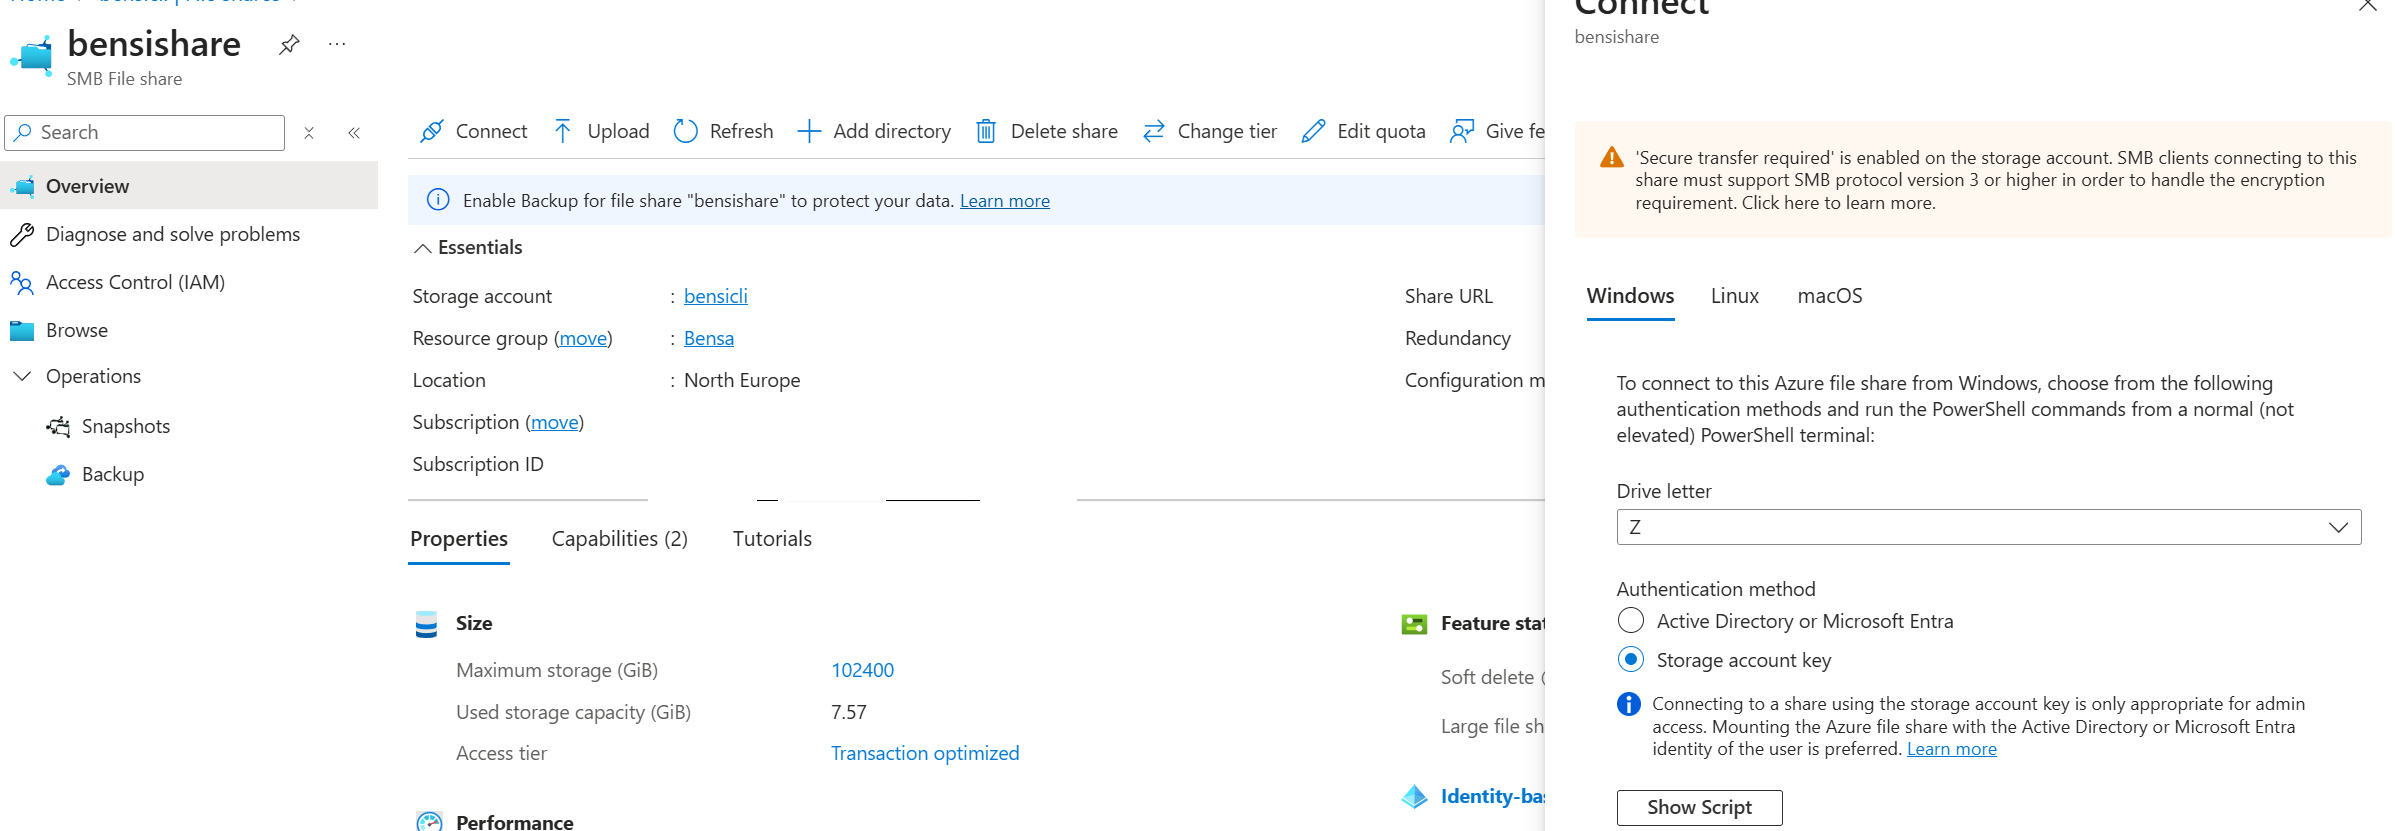 bensishare
SMB File share
Search
Overview
Diagnose and solve problems
Access Control (IAM)
Browse
Operations
Snapshots
Backup
Connect
Upload
Refresh
Add directory
Delete share
Change tier
Edit quota
Give fe
Enable Backup for file share "bensishare" to protect your data. Learn more
Essentials
Storage account : bensicli
Resource group (move) : Bensa
Location : North Europe
Subscription (move)
Subscription ID
Share URL
Redundancy
Configuration m
Properties
Capabilities (2)
Tutorials
Size
Maximum storage (GiB) 102400
Used storage capacity (GiB) 7.57
Access tier Transaction optimized
Performance
Feature sta
Soft delete (
Large file sh
Identity-ba
Connect
bensishare
'Secure transfer required' is enabled on the storage account. SMB clients connecting to this
share must support SMB protocol version 3 or higher in order to handle the encryption
requirement. Click here to learn more.
Windows
Linux
macOS
To connect to this Azure file share from Windows, choose from the following
authentication methods and run the PowerShell commands from a normal (not
elevated) PowerShell terminal:
Drive letter
Z
Authentication method
Active Directory or Microsoft Entra
Storage account key
Connecting to a share using the storage account key is only appropriate for admin
access. Mounting the Azure file share with the Active Directory or Microsoft Entra
identity of the user is preferred. Learn more
Show Script